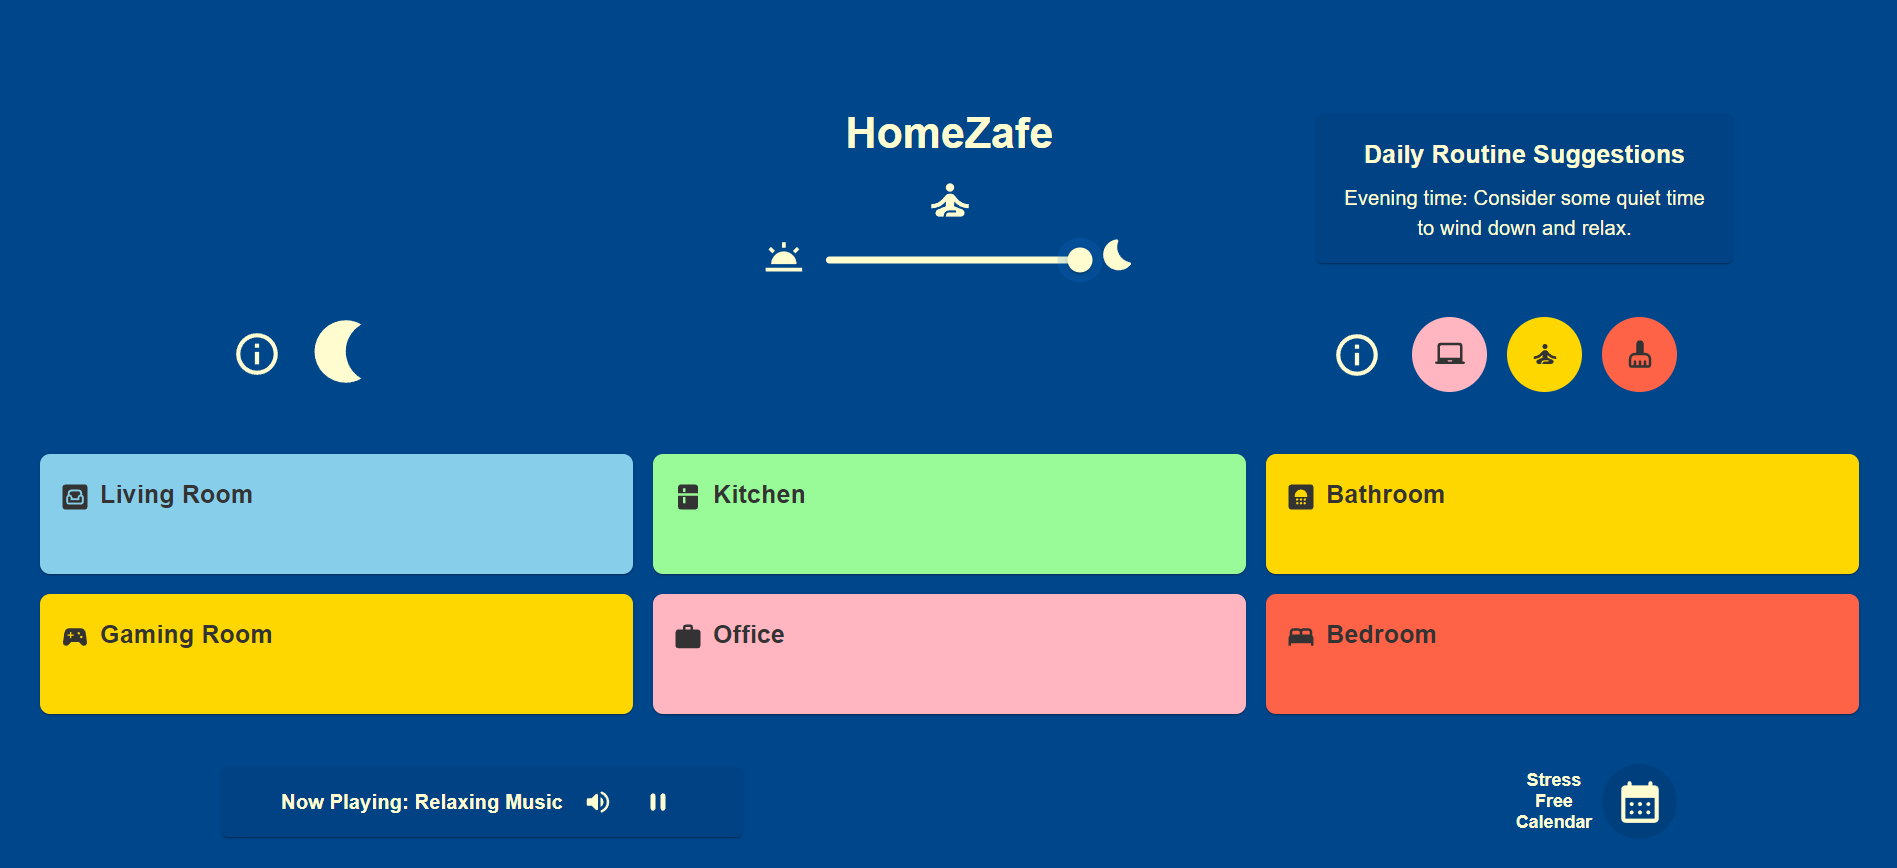 HomeZafe
Daily Routine Suggestions
Evening time: Consider some quiet time
to wind down and relax.
Living Room
Kitchen
Bathroom
Gaming Room
Office
Bedroom
Now Playing: Relaxing Music
Stress
Free
Calendar